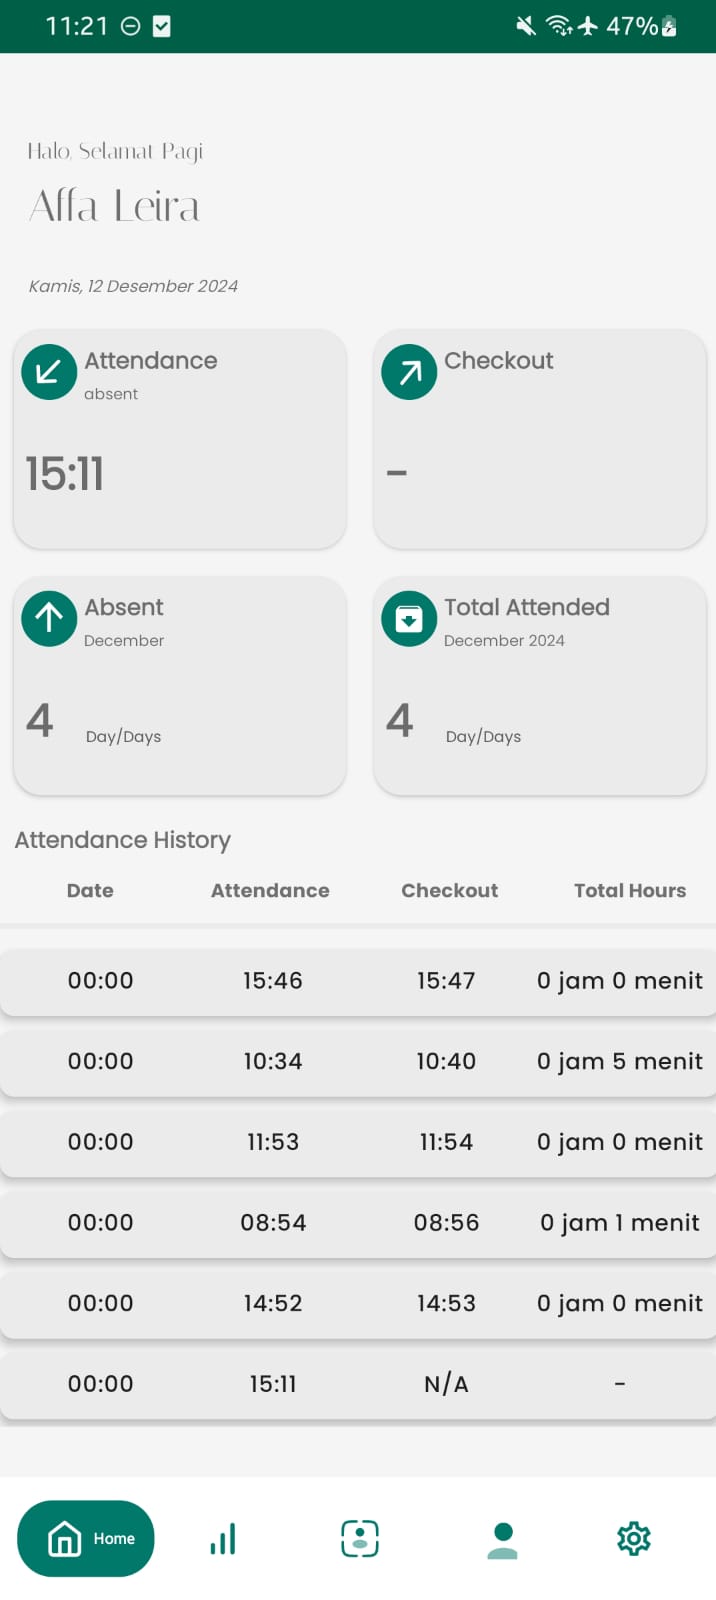 11:21 47%
Halo, Selamat Pagi
Affa Leira
Kamis, 12 Desember 2024
Attendance
absent
15:11
Checkout
-
Absent
December
4 Day/Days
Total Attended
December 2024
4 Day/Days
Attendance History
Date Attendance Checkout Total Hours
00:00 15:46 15:47 0 jam 0 menit
00:00 10:34 10:40 0 jam 5 menit
00:00 11:53 11:54 0 jam 0 menit
00:00 08:54 08:56 0 jam 1 menit
00:00 14:52 14:53 0 jam 0 menit
00:00 15:11 N/A -
Home